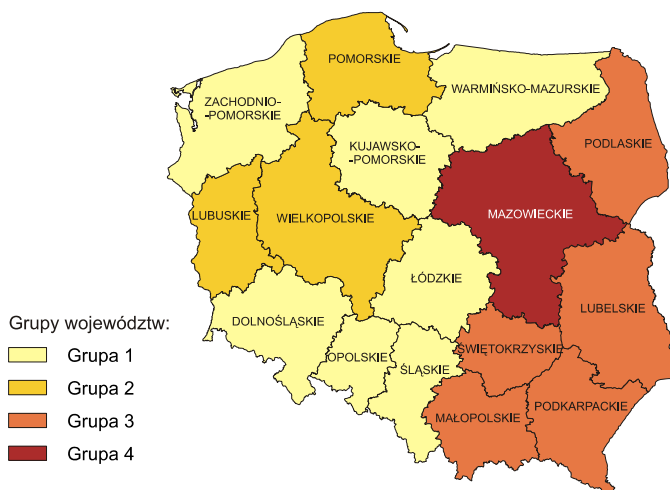 POMORSKIE
WARMIŃSKO-MAZURSKIE
ZACHODNIO-
-POMORSKIE
KUJAWSKO-
-POMORSKIE
PODLASKIE
LUBUSKIE
WIELKOPOLSKIE
MAZOWIECKIE
ŁÓDZKIE
LUBELSKIE
DOLNOŚLĄSKIE
OPOLSKIE
ŚLĄSKIE
ŚWIĘTOKRZYSKIE
MAŁOPOLSKIE
PODKARPACKIE
Grupy województw:
Grupa 1
Grupa 2
Grupa 3
Grupa 4